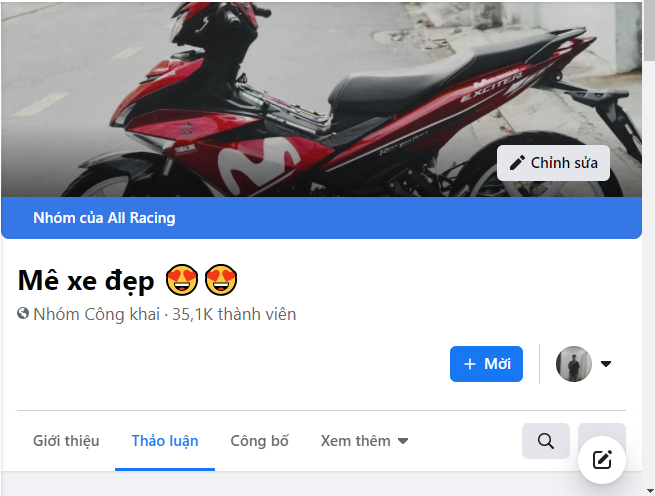 EXCITER
YAMALUBE
Chỉnh sửa
Nhóm của All Racing
Mê xe đẹp 😍😍
Nhóm Công khai · 35,1K thành viên
+ Mời
Giới thiệu Thảo luận Công bố Xem thêm